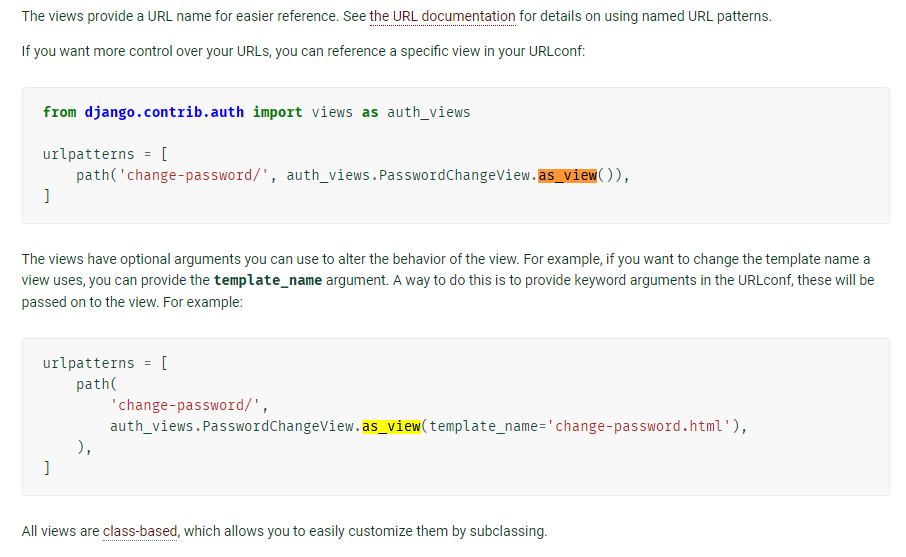 The views provide a URL name for easier reference. See the URL documentation for details on using named URL patterns.
If you want more control over your URLs, you can reference a specific view in your URLconf:
from django.contrib.auth import views as auth_views
urlpatterns = [
    path('change-password/', auth_views.PasswordChangeView.as_view()),
]
The views have optional arguments you can use to alter the behavior of the view. For example, if you want to change the template name a
view uses, you can provide the template_name argument. A way to do this is to provide keyword arguments in the URLconf, these will be
passed on to the view. For example:
urlpatterns = [
    path(
        'change-password/',
        auth_views.PasswordChangeView.as_view(template_name='change-password.html'),
    ),
]
All views are class-based, which allows you to easily customize them by subclassing.